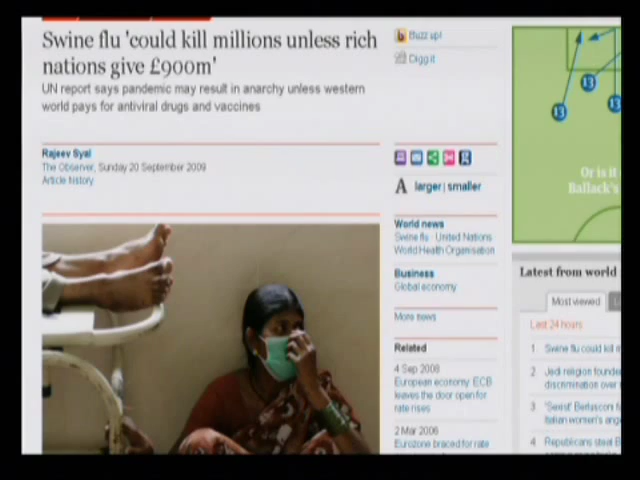 Swine flu 'could kill millions unless rich
nations give £900m'
UN report says pandemic may result in anarchy unless western
world pays for antiviral drugs and vaccines
Rajeev Syal
The Observer, Sunday 20 September 2009
Article history
Buzz up!
Digg it
A larger | smaller
World news
Swine flu · United Nations
World Health Organisation
Business
Global economy
More news
Related
4 Sep 2008
European economy: ECB
leaves the door open for
rate rises
2 Mar 2006
Eurozone braced for rate
13
13
13
Or is it
Ballack's
Latest from world
Most viewed
Last 24 hours
1. Swine flu could kill
2. Jedi religion founde
discrimination over
3. 'Sexist' Berlusconi
Italian women's ang
4. Republicans steal